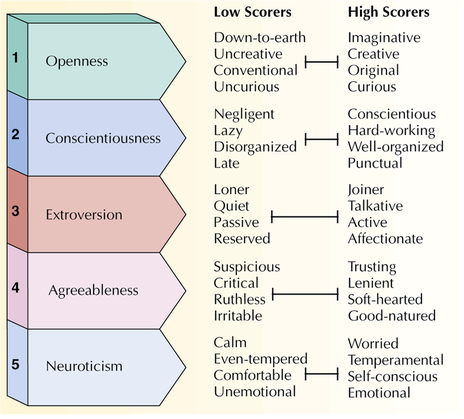 Low Scorers High Scorers
1 Openness
Down-to-earth Imaginative
Uncreative Creative
Conventional Original
Uncurious Curious
2 Conscientiousness
Negligent Conscientious
Lazy Hard-working
Disorganized Well-organized
Late Punctual
3 Extroversion
Loner Joiner
Quiet Talkative
Passive Active
Reserved Affectionate
4 Agreeableness
Suspicious Trusting
Critical Lenient
Ruthless Soft-hearted
Irritable Good-natured
5 Neuroticism
Calm Worried
Even-tempered Temperamental
Comfortable Self-conscious
Unemotional Emotional